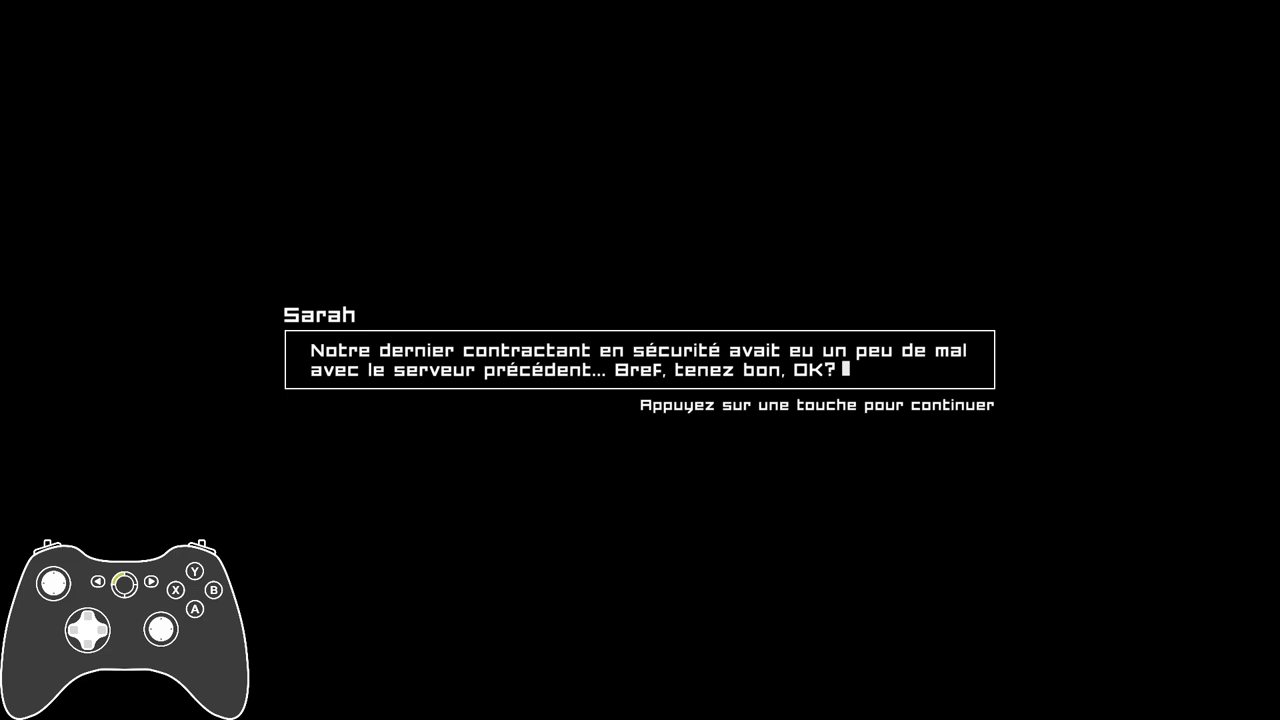 Sarah
Notre dernier contractant en sécurité avait eu un peu de mal
avec le serveur précédent... Bref, tenez bon, OK?
Appuyez sur une touche pour continuer
Y
X
B
A